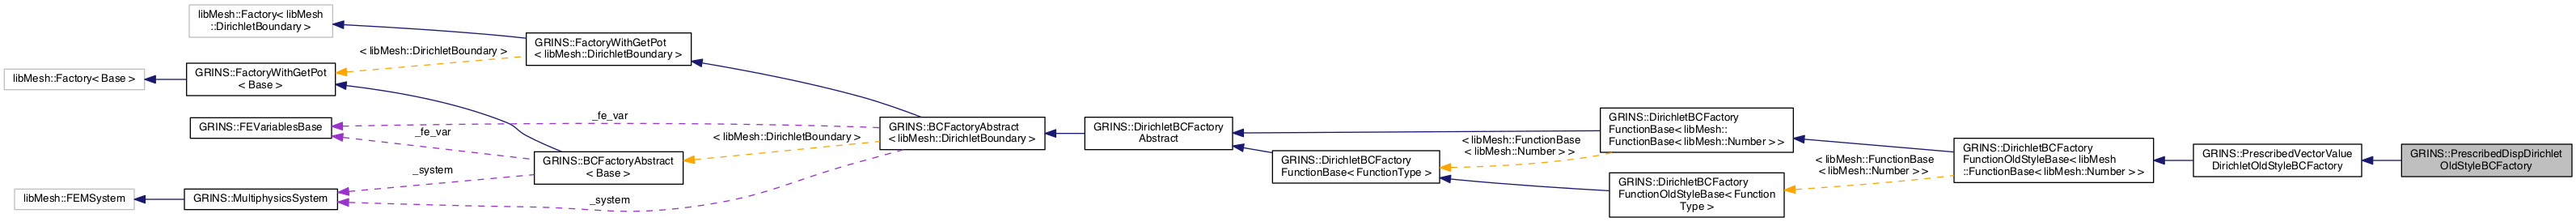 libMesh::Factory< libMesh
::DirichletBoundary >
libMesh::Factory< Base >
GRINS::FactoryWithGetPot
< Base >
GRINS::FEVariablesBase
libMesh::FEMSystem
GRINS::MultiphysicsSystem
< libMesh::DirichletBoundary >
GRINS::FactoryWithGetPot
< libMesh::DirichletBoundary >
_fe_var
_fe_var
GRINS::BCFactoryAbstract
< Base >
_system
_system
< libMesh::DirichletBoundary >
GRINS::BCFactoryAbstract
< libMesh::DirichletBoundary >
GRINS::DirichletBCFactory
Abstract
GRINS::DirichletBCFactory
FunctionBase< FunctionType >
< libMesh::FunctionBase
< libMesh::Number > >
GRINS::DirichletBCFactory
FunctionBase< libMesh::
FunctionBase< libMesh::Number > >
GRINS::DirichletBCFactory
FunctionOldStyleBase< Function
Type >
< libMesh::FunctionBase
< libMesh::Number > >
GRINS::DirichletBCFactory
FunctionOldStyleBase< libMesh
::FunctionBase< libMesh::Number > >
GRINS::PrescribedVectorValue
DirichletOldStyleBCFactory
GRINS::PrescribedDispDirichlet
OldStyleBCFactory